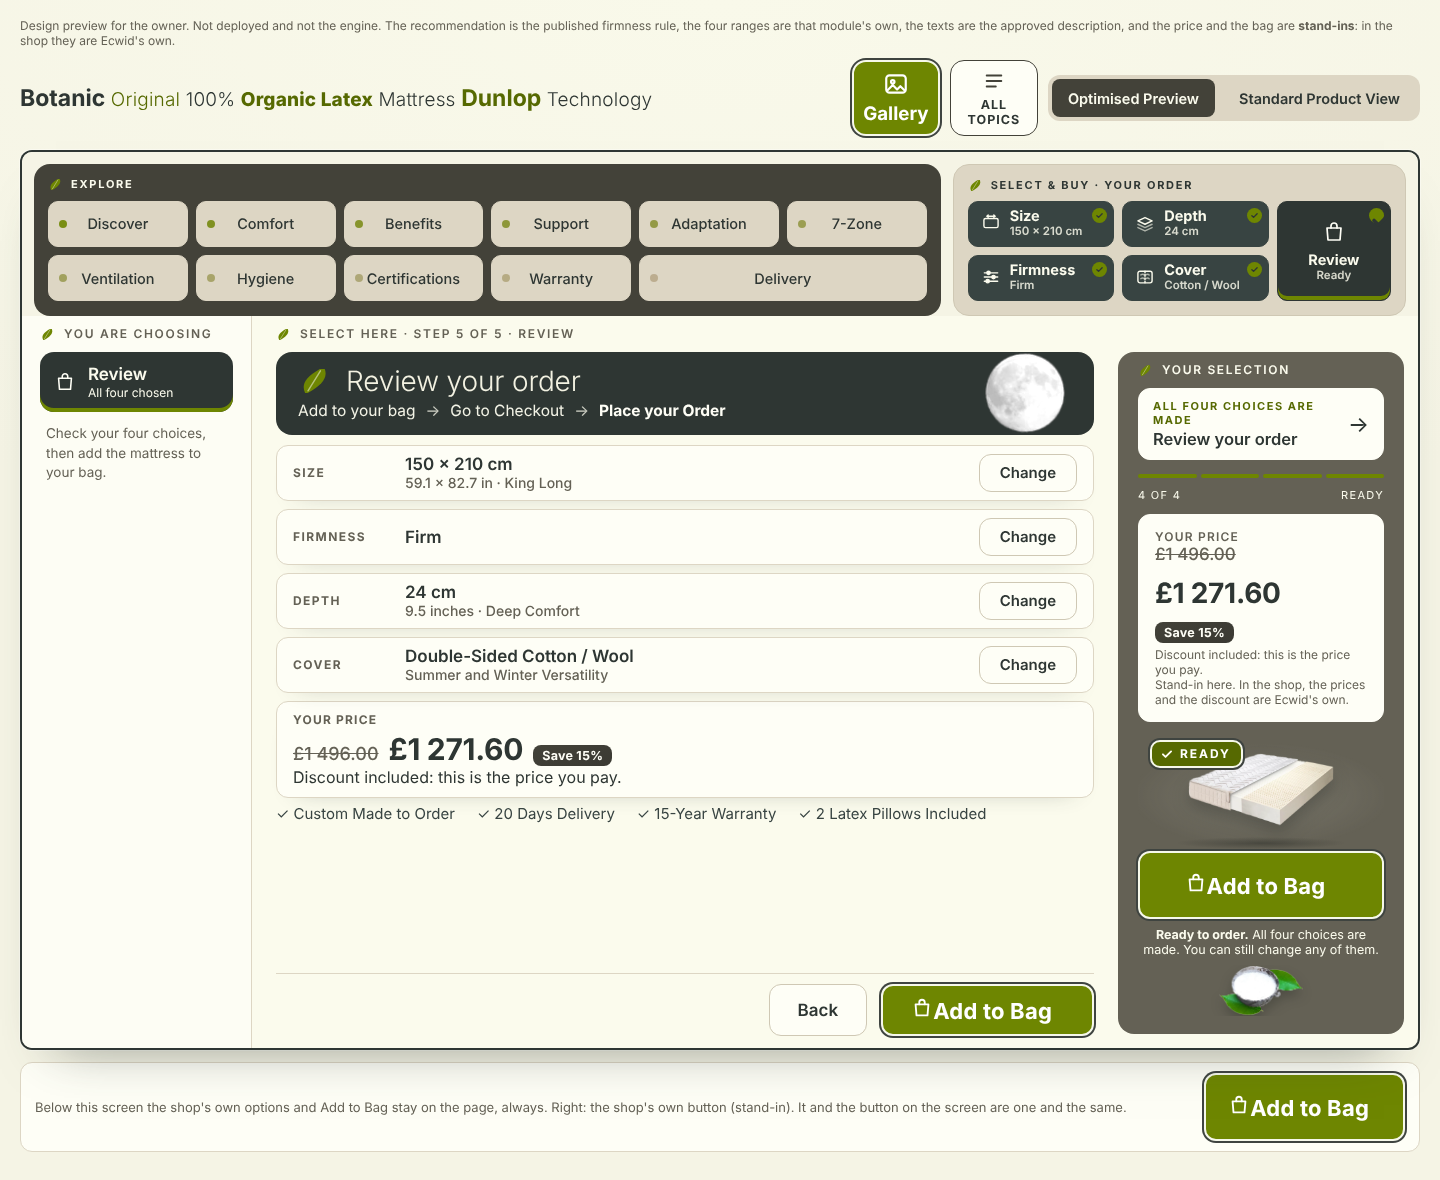 Design preview for the owner. Not deployed and not the engine. The recommendation is the published firmness rule, the four ranges are that module's own, the texts are the approved description, and the price and the bag are stand-ins: in the
shop they are Ecwid's own.
Botanic Original 100% Organic Latex Mattress Dunlop Technology
Gallery
ALL
TOPICS
Optimised Preview
Standard Product View
EXPLORE
Discover
Comfort
Benefits
Support
Adaptation
7-Zone
Ventilation
Hygiene
Certifications
Warranty
Delivery
SELECT & BUY · YOUR ORDER
Size
150 × 210 cm
Depth
24 cm
Firmness
Firm
Cover
Cotton / Wool
Review
Ready
YOU ARE CHOOSING
Review
All four chosen
Check your four choices,
then add the mattress to
your bag.
SELECT HERE · STEP 5 OF 5 · REVIEW
Review your order
Add to your bag → Go to Checkout → Place your Order
SIZE
150 × 210 cm
59.1 × 82.7 in · King Long
Change
FIRMNESS
Firm
Change
DEPTH
24 cm
9.5 inches · Deep Comfort
Change
COVER
Double-Sided Cotton / Wool
Summer and Winter Versatility
Change
YOUR PRICE
£1 496.00 £1 271.60 Save 15%
Discount included: this is the price you pay.
✓ Custom Made to Order ✓ 20 Days Delivery ✓ 15-Year Warranty ✓ 2 Latex Pillows Included
Back
Add to Bag
YOUR SELECTION
ALL FOUR CHOICES ARE
MADE
Review your order →
4 OF 4
READY
YOUR PRICE
£1 496.00
£1 271.60
Save 15%
Discount included: this is the price
you pay.
Stand-in here. In the shop, the prices
and the discount are Ecwid's own.
✓ READY
Add to Bag
Ready to order. All four choices are
made. You can still change any of them.
Below this screen the shop's own options and Add to Bag stay on the page, always. Right: the shop's own button (stand-in). It and the button on the screen are one and the same.
Add to Bag